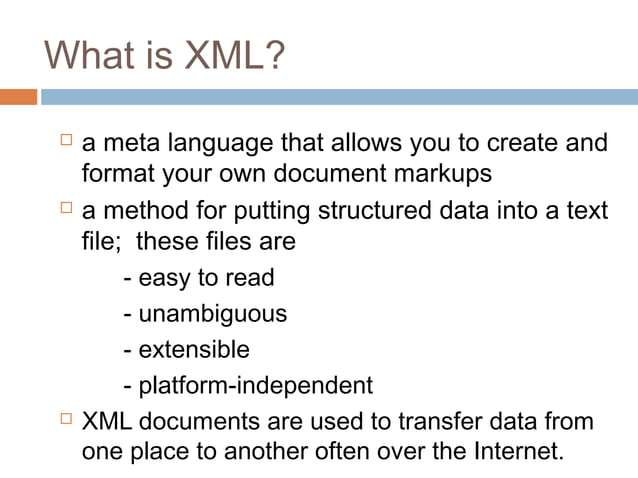 What is XML?
a meta language that allows you to create and
format your own document markups
a method for putting structured data into a text
file;  these files are
- easy to read
- unambiguous
- extensible
- platform-independent
XML documents are used to transfer data from
one place to another often over the Internet.